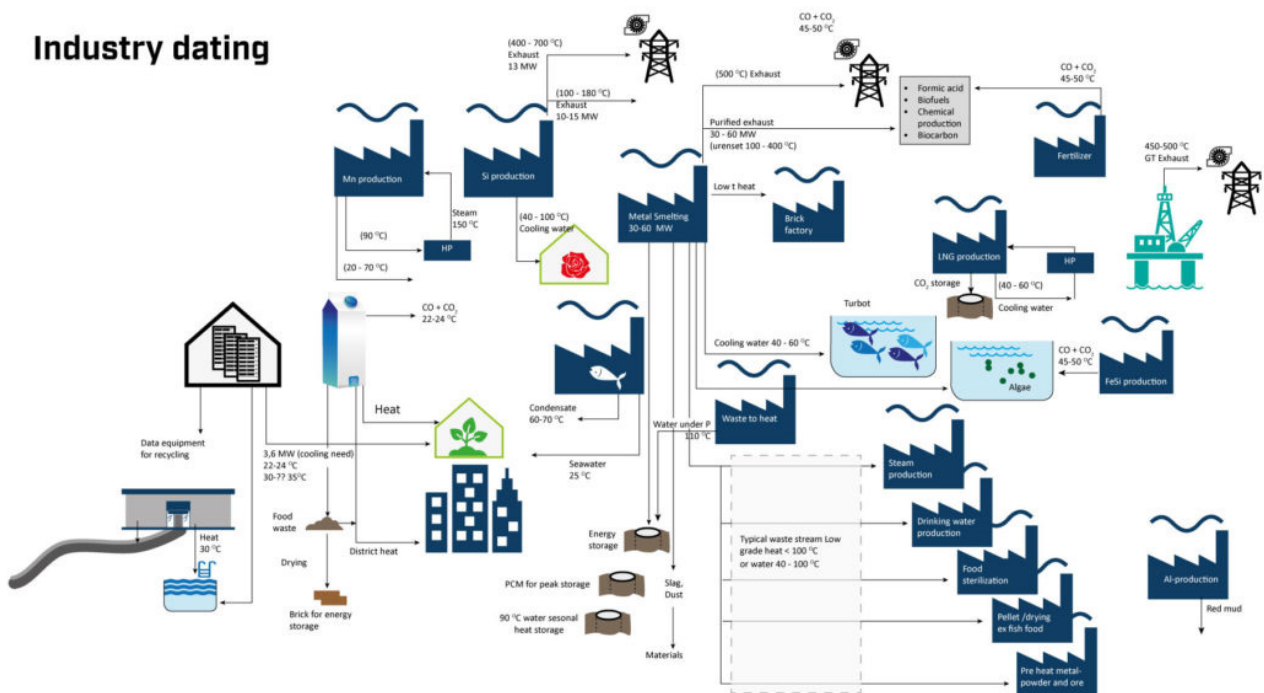 Industry dating
(400 - 700 °C)
Exhaust
13 MW
(100 - 180 °C)
Exhaust
10-15 MW
Mn production
Si production
Steam
150 °C
(90 °C)
HP
(20 - 70 °C)
(40 - 100 °C)
Cooling water
CO + CO2
45-50 °C
(500 °C) Exhaust
Purified exhaust
30 - 60 MW
(urenset 100 - 400 °C)
• Formic acid
• Biofuels
• Chemical
production
• Biocarbon
CO + CO2
45-50 °C
Fertilizer
450-500 °C
GT Exhaust
Metal Smelting
30-60 MW
Low t heat
Brick
factory
LNG production
HP
CO2 storage
(40 - 60 °C)
Cooling water
CO + CO2
22-24 °C
Turbot
Cooling water 40 - 60 °C
Algae
CO + CO2
45-50 °C
FeSi production
Heat
Condensate
60-70 °C
Seawater
25 °C
Water under P
110 °C
Waste to heat
Data equipment
for recycling
3,6 MW (cooling need)
22-24 °C
30-?? 35°C
Food
waste
District heat
Drying
Brick for energy
storage
Heat
30 °C
Energy
storage
PCM for peak storage
90 °C water sesonal
heat storage
Slag,
Dust
Materials
Typical waste stream Low
grade heat < 100 °C
or water 40 - 100 °C
Steam
production
Drinking water
production
Food
sterilization
Pellet /drying
ex fish food
Pre heat metal-
powder and ore
Al-production
Red mud